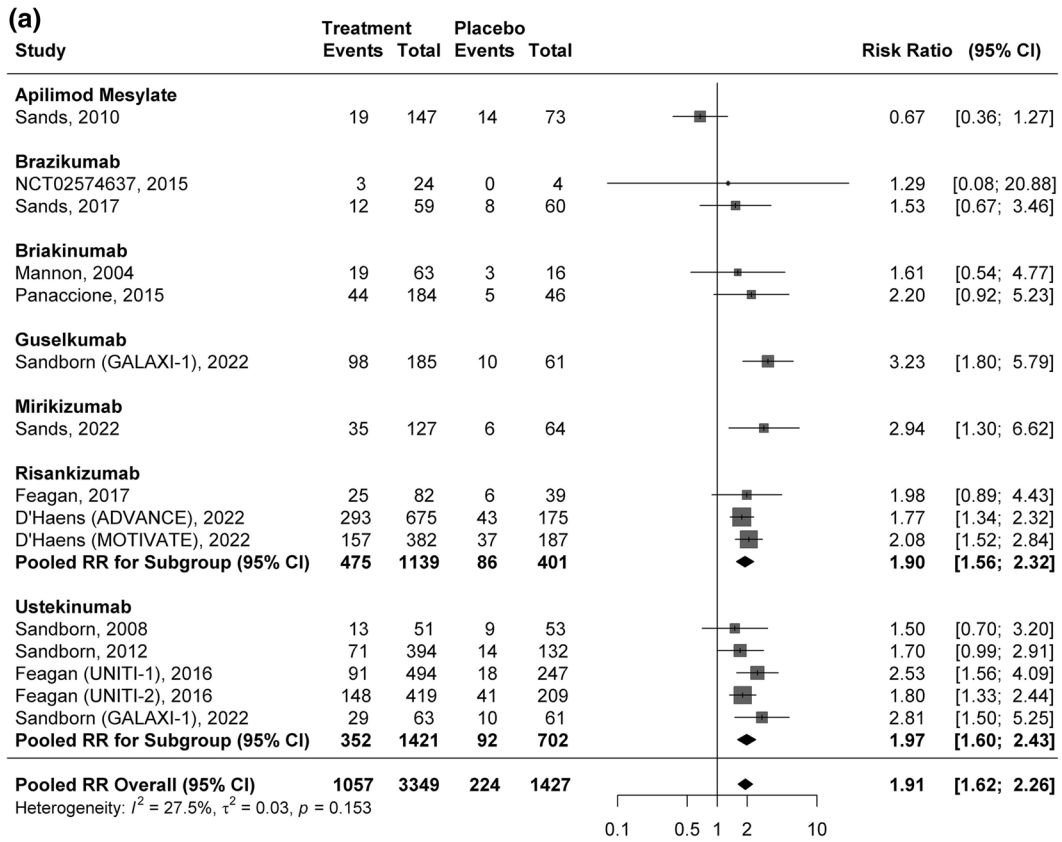 (a)
Treatment Placebo
Study Events Total Events Total Risk Ratio (95% CI)
Apilimod Mesylate
Sands, 2010 19 147 14 73 0.67 [0.36; 1.27]
Brazikumab
NCT02574637, 2015 3 24 0 4 1.29 [0.08; 20.88]
Sands, 2017 12 59 8 60 1.53 [0.67; 3.46]
Briakinumab
Mannon, 2004 19 63 3 16 1.61 [0.54; 4.77]
Panaccione, 2015 44 184 5 46 2.20 [0.92; 5.23]
Guselkumab
Sandborn (GALAXI-1), 2022 98 185 10 61 3.23 [1.80; 5.79]
Mirikizumab
Sands, 2022 35 127 6 64 2.94 [1.30; 6.62]
Risankizumab
Feagan, 2017 25 82 6 39 1.98 [0.89; 4.43]
D'Haens (ADVANCE), 2022 293 675 43 175 1.77 [1.34; 2.32]
D'Haens (MOTIVATE), 2022 157 382 37 187 2.08 [1.52; 2.84]
Pooled RR for Subgroup (95% CI) 475 1139 86 401 1.90 [1.56; 2.32]
Ustekinumab
Sandborn, 2008 13 51 9 53 1.50 [0.70; 3.20]
Sandborn, 2012 71 394 14 132 1.70 [0.99; 2.91]
Feagan (UNITI-1), 2016 91 494 18 247 2.53 [1.56; 4.09]
Feagan (UNITI-2), 2016 148 419 41 209 1.80 [1.33; 2.44]
Sandborn (GALAXI-1), 2022 29 63 10 61 2.81 [1.50; 5.25]
Pooled RR for Subgroup (95% CI) 352 1421 92 702 1.97 [1.60; 2.43]
Pooled RR Overall (95% CI) 1057 3349 224 1427 1.91 [1.62; 2.26]
Heterogeneity: I² = 27.5%, τ² = 0.03, p = 0.153
0.1 0.5 1 2 10